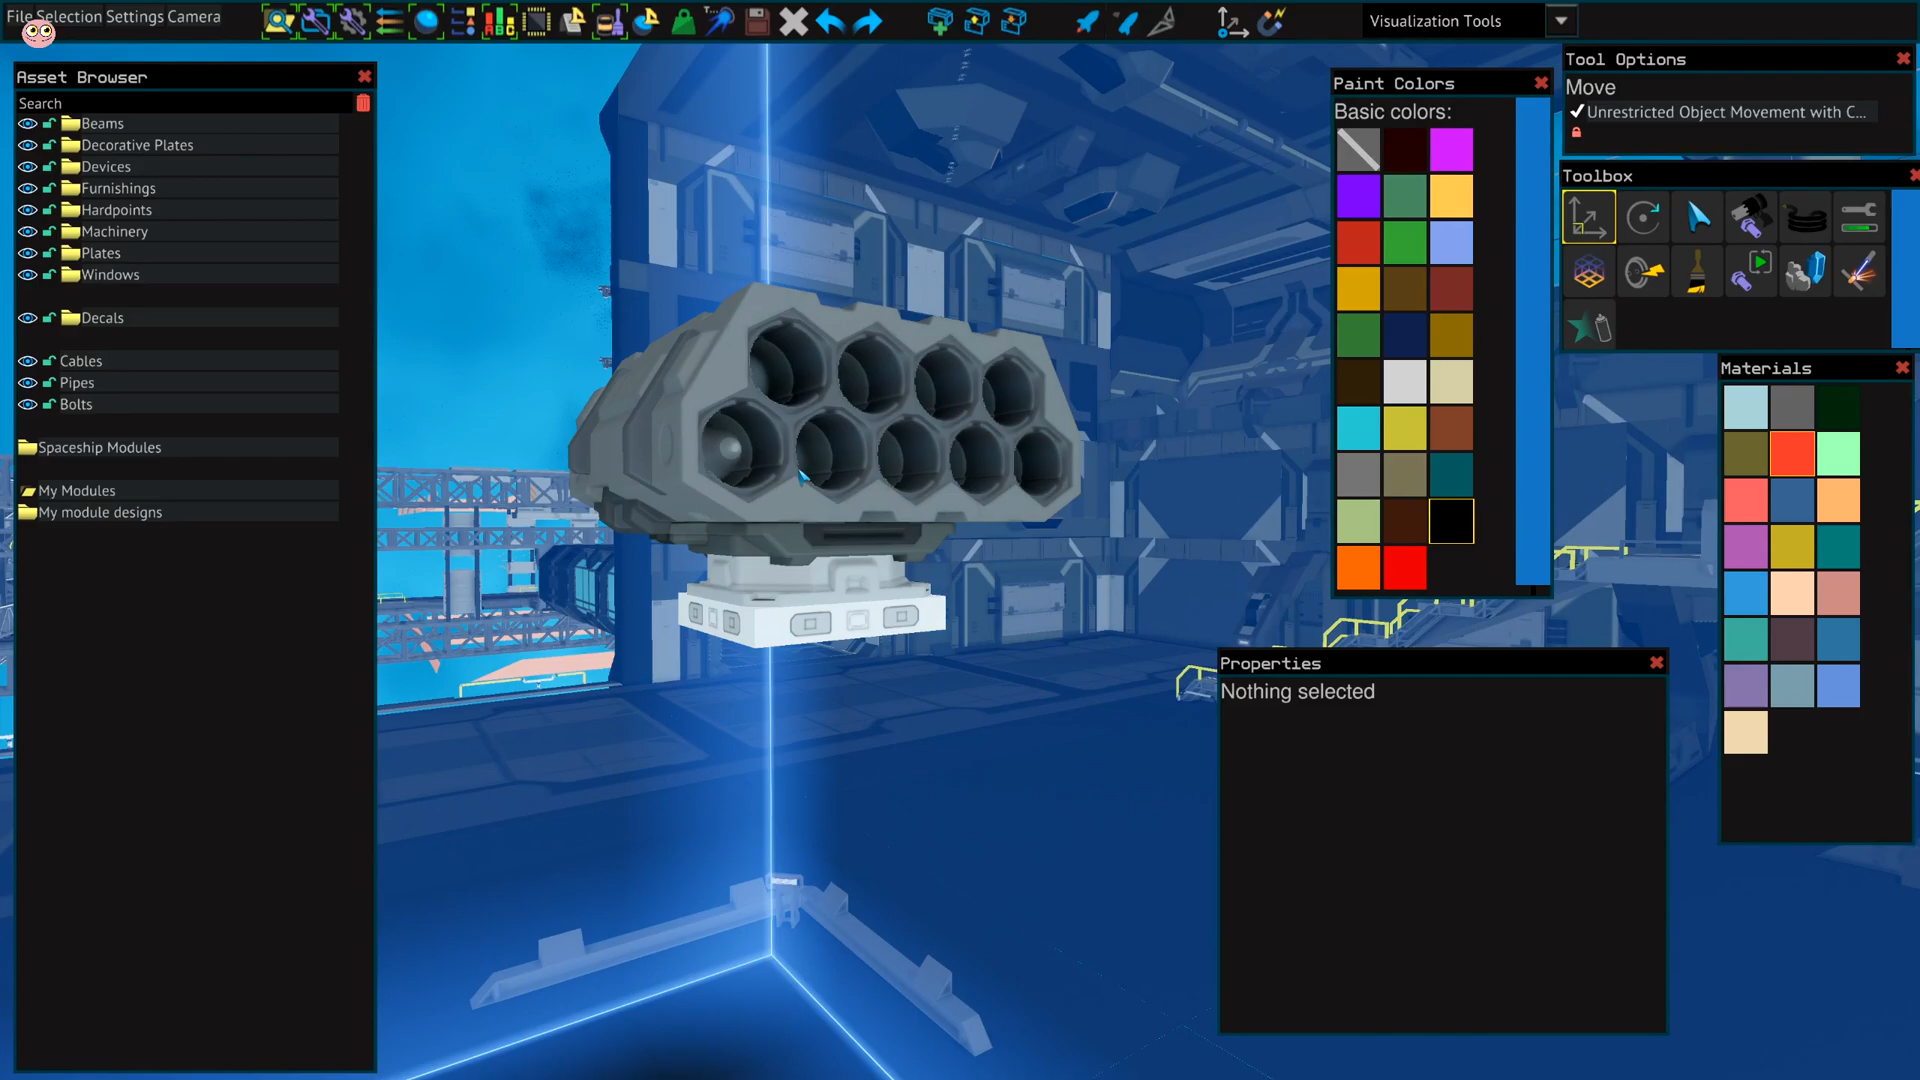 File Selection Settings Camera
Visualization Tools
Asset Browser
Search
Beams
Decorative Plates
Devices
Furnishings
Hardpoints
Machinery
Plates
Windows
Decals
Cables
Pipes
Bolts
Spaceship Modules
My Modules
My module designs
Paint Colors
Basic colors:
Tool Options
Move
Unrestricted Object Movement with C...
Toolbox
Materials
Properties
Nothing selected
ABC